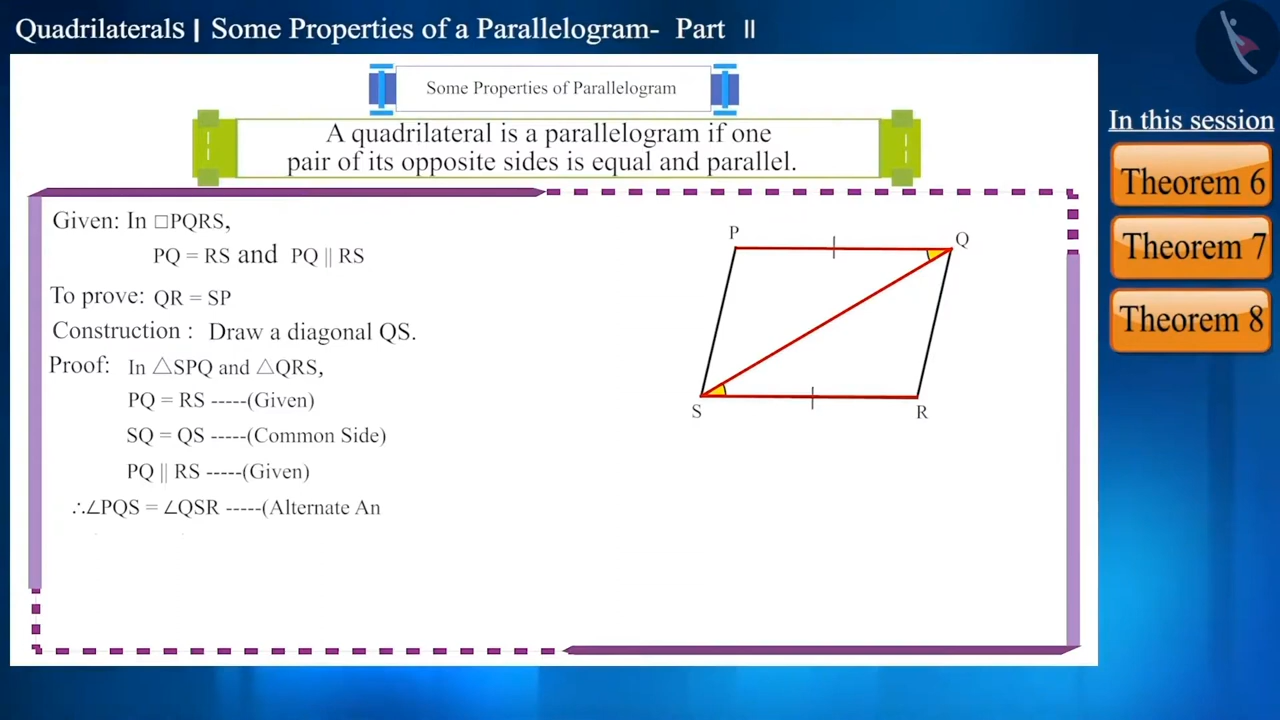 Quadrilaterals | Some Properties of a Parallelogram- Part II
Some Properties of Parallelogram
A quadrilateral is a parallelogram if one
pair of its opposite sides is equal and parallel.
In this session
Theorem 6
Theorem 7
Theorem 8
Given: In □PQRS,
PQ = RS and PQ || RS
To prove: QR = SP
Construction : Draw a diagonal QS.
Proof: In △SPQ and △QRS,
PQ = RS -----(Given)
SQ = QS -----(Common Side)
PQ || RS -----(Given)
∴∠PQS = ∠QSR -----(Alternate An
P
Q
S
R